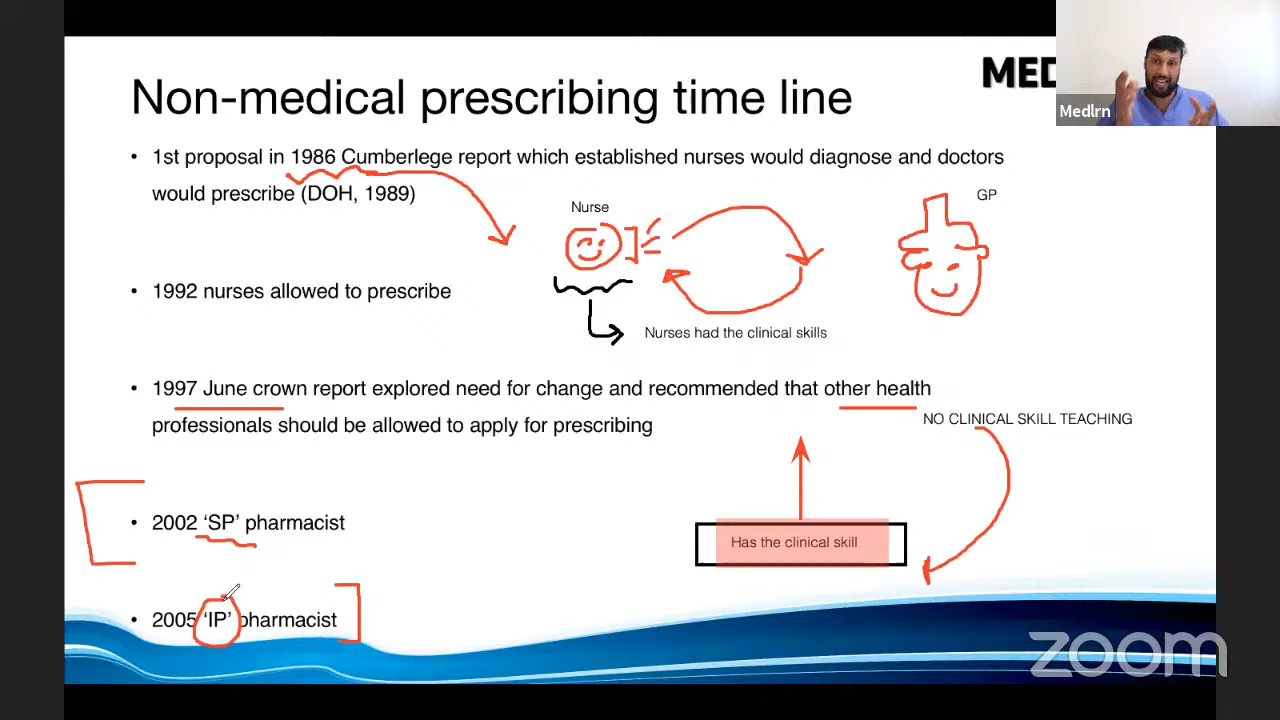 Non-medical prescribing time line
MED
Medlrn
• 1st proposal in 1986 Cumberlege report which established nurses would diagnose and doctors
would prescribe (DOH, 1989)
Nurse
GP
• 1992 nurses allowed to prescribe
Nurses had the clinical skills
• 1997 June crown report explored need for change and recommended that other health
professionals should be allowed to apply for prescribing
NO CLINICAL SKILL TEACHING
• 2002 ‘SP’ pharmacist
Has the clinical skill
• 2005 ‘IP’ pharmacist
zoom